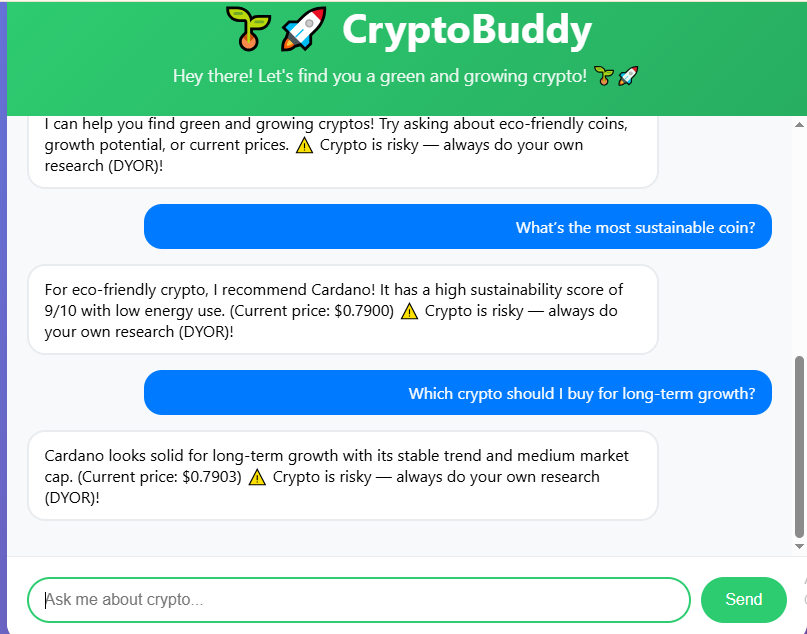 🌱🚀 CryptoBuddy
Hey there! Let's find you a green and growing crypto! 🌱🚀
I can help you find green and growing cryptos! Try asking about eco-friendly coins,
growth potential, or current prices. ⚠️ Crypto is risky — always do your own
research (DYOR)!
What's the most sustainable coin?
For eco-friendly crypto, I recommend Cardano! It has a high sustainability score of
9/10 with low energy use. (Current price: $0.7900) ⚠️ Crypto is risky — always do
your own research (DYOR)!
Which crypto should I buy for long-term growth?
Cardano looks solid for long-term growth with its stable trend and medium market
cap. (Current price: $0.7903) ⚠️ Crypto is risky — always do your own research
(DYOR)!
Ask me about crypto...
Send